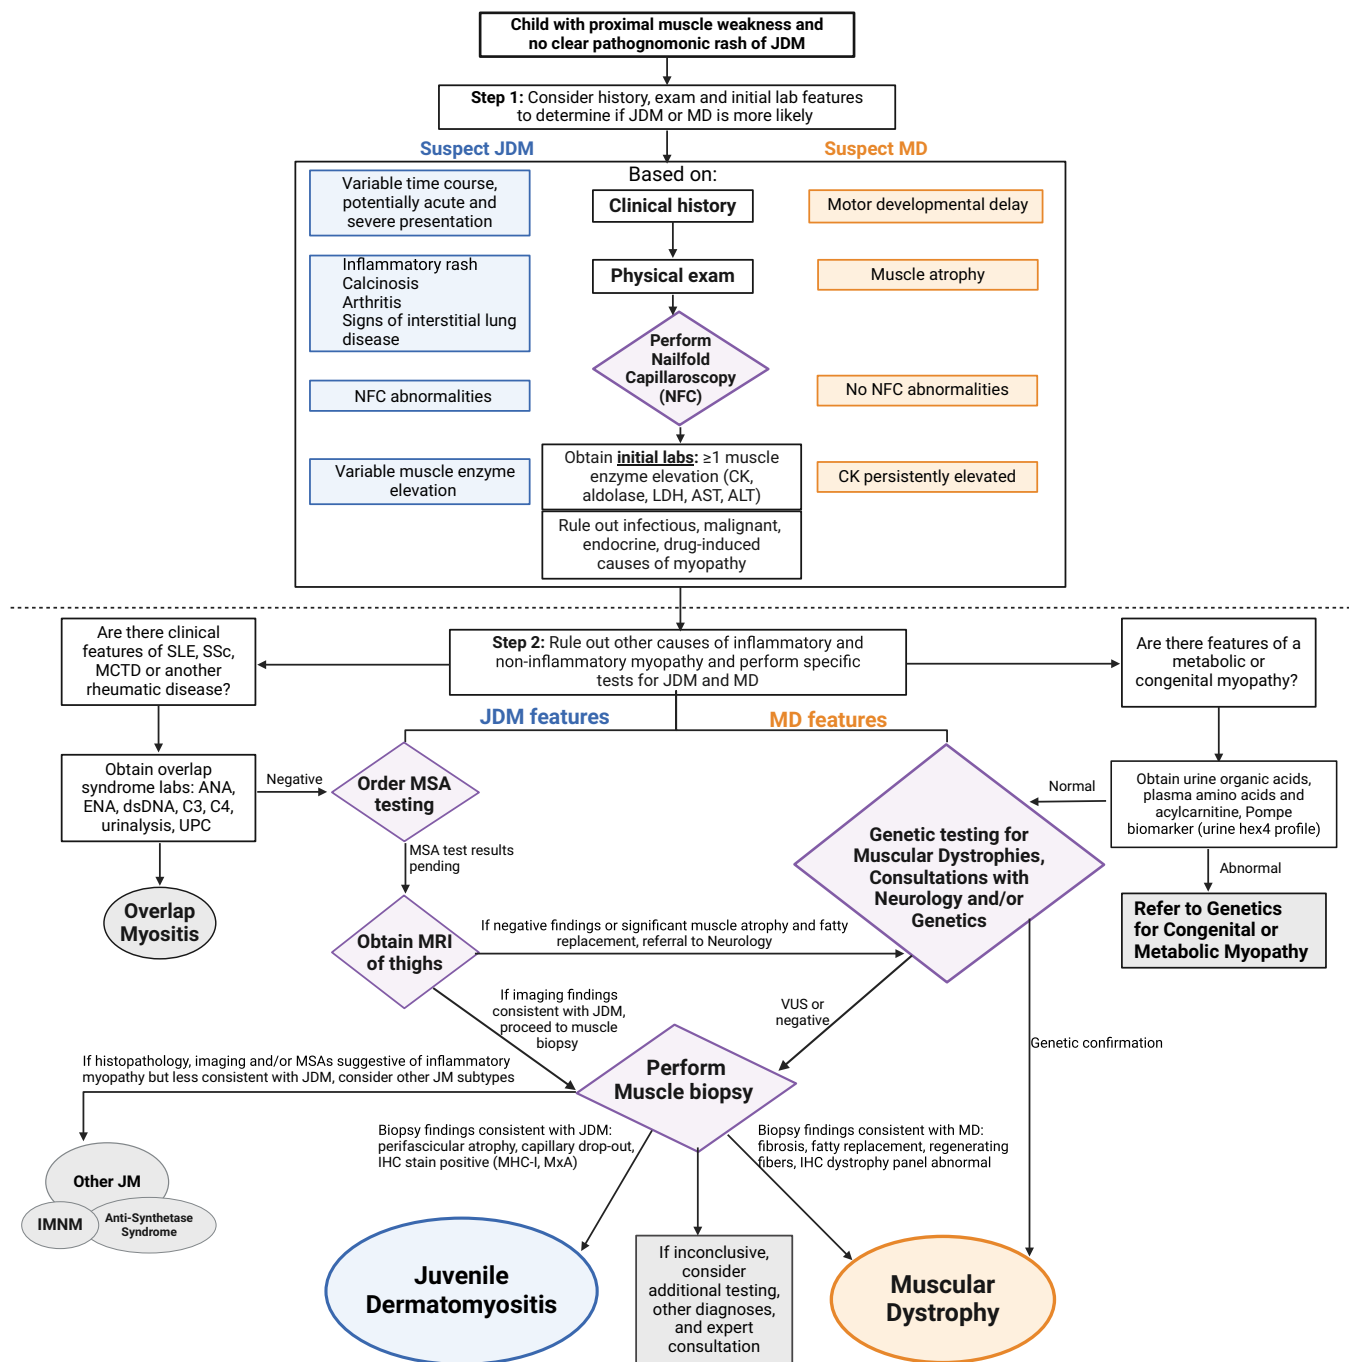 Child with proximal muscle weakness and
no clear pathognomonic rash of JDM
Step 1: Consider history, exam and initial lab features
to determine if JDM or MD is more likely
Suspect JDM
Suspect MD
Based on:
Variable time course,
potentially acute and
severe presentation
Clinical history
Motor developmental delay
Inflammatory rash
Calcinosis
Arthritis
Signs of interstitial lung
disease
Physical exam
Muscle atrophy
Perform
Nailfold
Capillaroscopy
(NFC)
NFC abnormalities
No NFC abnormalities
Variable muscle enzyme
elevation
Obtain initial labs: ≥1 muscle
enzyme elevation (CK,
aldolase, LDH, AST, ALT)
CK persistently elevated
Rule out infectious, malignant,
endocrine, drug-induced
causes of myopathy
Are there clinical
features of SLE, SSc,
MCTD or another
rheumatic disease?
Step 2: Rule out other causes of inflammatory and
non-inflammatory myopathy and perform specific
tests for JDM and MD
Are there features of a
metabolic or
congenital myopathy?
JDM features
MD features
Obtain overlap
syndrome labs: ANA,
ENA, dsDNA, C3, C4,
urinalysis, UPC
Negative
Order MSA
testing
Normal
Obtain urine organic acids,
plasma amino acids and
acylcarnitine, Pompe
biomarker (urine hex4 profile)
Genetic testing for
Muscular Dystrophies,
Consultations with
Neurology and/or
Genetics
MSA test results
pending
Abnormal
Overlap
Myositis
Obtain MRI
of thighs
If negative findings or significant muscle atrophy and fatty
replacement, referral to Neurology
Refer to Genetics
for Congenital or
Metabolic Myopathy
If imaging findings
consistent with JDM,
proceed to muscle
biopsy
VUS or
negative
Genetic confirmation
If histopathology, imaging and/or MSAs suggestive of inflammatory
myopathy but less consistent with JDM, consider other JM subtypes
Perform
Muscle biopsy
Biopsy findings consistent with JDM:
perifascicular atrophy, capillary drop-out,
IHC stain positive (MHC-I, MxA)
Biopsy findings consistent with MD:
fibrosis, fatty replacement, regenerating
fibers, IHC dystrophy panel abnormal
Other JM
IMNM
Anti-Synthetase
Syndrome
Juvenile
Dermatomyositis
If inconclusive,
consider
additional testing,
other diagnoses,
and expert
consultation
Muscular
Dystrophy